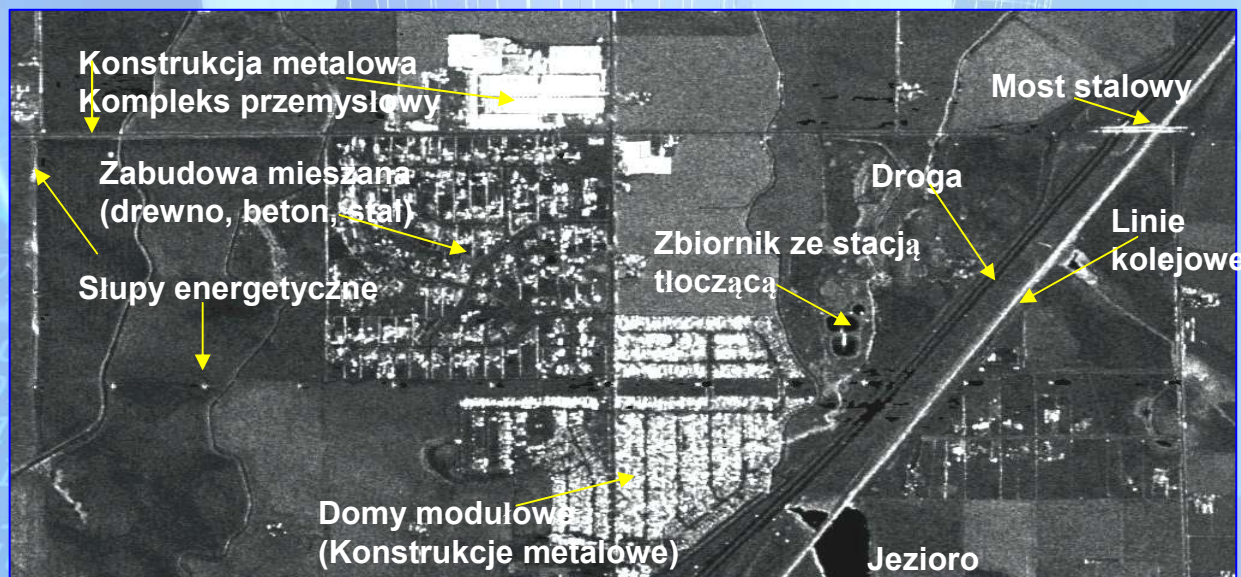 Konstrukcja metalowa
Kompleks przemysłowy
Most stalowy
Zabudowa mieszana
(drewno, beton, stal)
Droga
Linie
kolejowe
Zbiornik ze stacją
tłoczącą
Słupy energetyczne
Domy modułowe
(Konstrukcje metalowe)
Jezioro